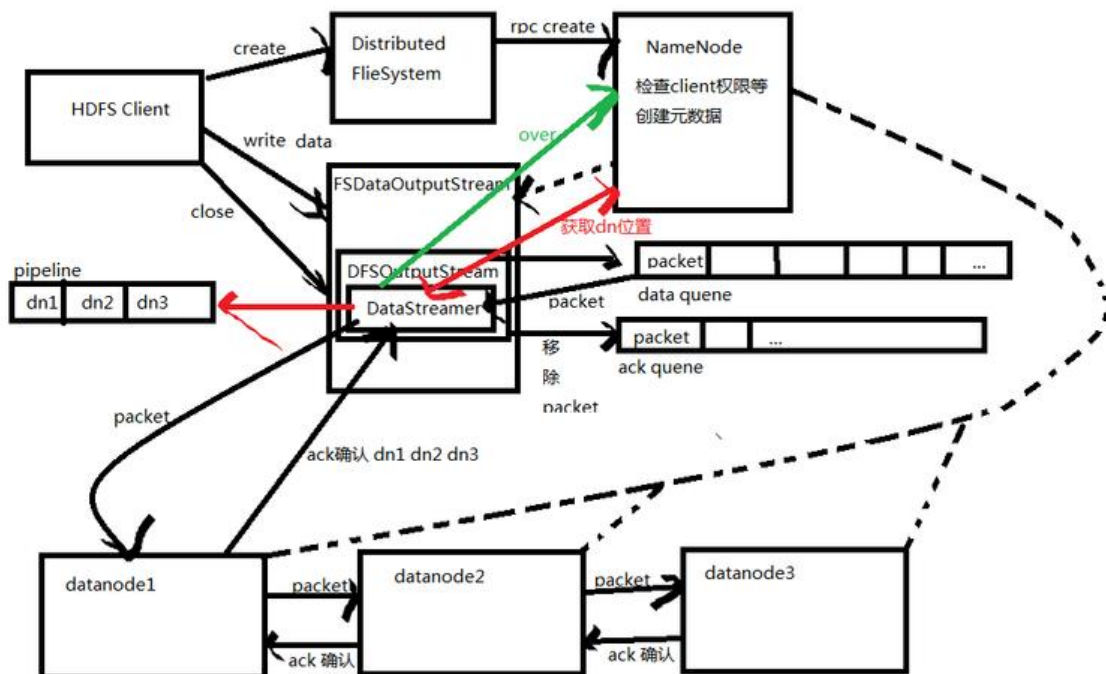 create
rpc create
Distributed
FlieSystem
NameNode
检查client权限等
创建元数据
HDFS Client
write data
over
FSDataOutputStream
close
获取dn位置
pipeline
dn1 dn2 dn3
DFSOutputStream
DataStreamer
packet
packet ...
data quene
packet ...
ack quene
移
除
packet
packet
ack确认 dn1 dn2 dn3
datanode1
packet
ack 确认
datanode2
packet
ack 确认
datanode3